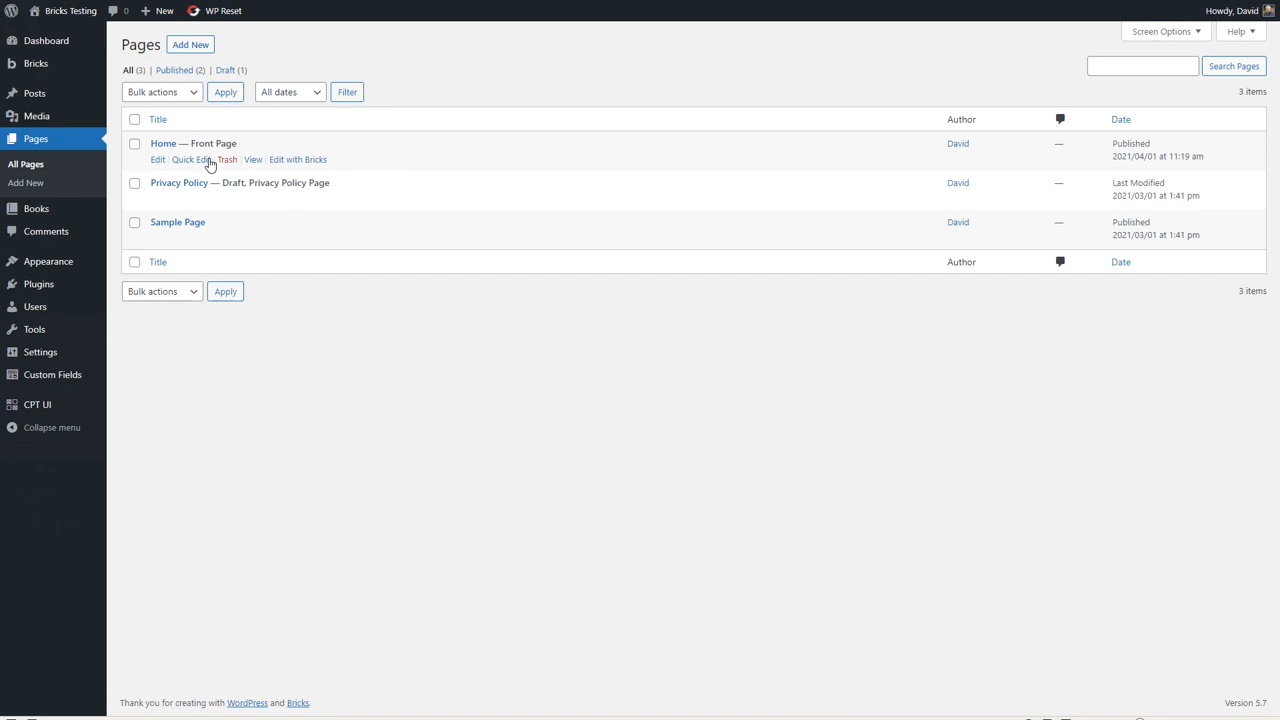 Bricks Testing 0 New WP Reset Howdy, David
Dashboard
Bricks
Posts
Media
Pages
All Pages
Add New
Books
Comments
Appearance
Plugins
Users
Tools
Settings
Custom Fields
CPT UI
Collapse menu
Screen Options Help
Pages Add New
All (3) | Published (2) | Draft (1)
Search Pages
Bulk actions Apply All dates Filter 3 items
Title Author Date
Home — Front Page David — Published
2021/04/01 at 11:19 am
Edit | Quick Edit Trash | View | Edit with Bricks
Privacy Policy — Draft, Privacy Policy Page David — Last Modified
2021/03/01 at 1:41 pm
Sample Page David — Published
2021/03/01 at 1:41 pm
Title Author Date
Bulk actions Apply 3 items
Thank you for creating with WordPress and Bricks. Version 5.7